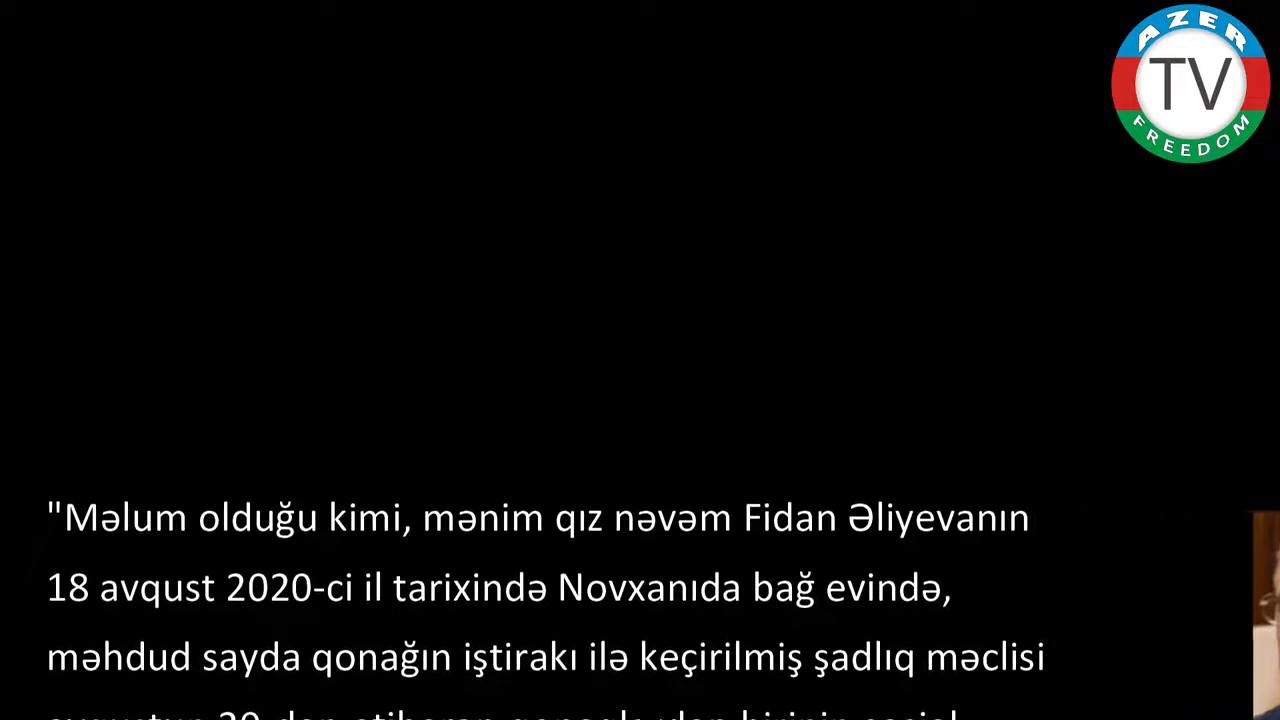 AZER
TV
FREEDOM
"Məlum olduğu kimi, mənim qız nəvəm Fidan Əliyevanın
18 avqust 2020-ci il tarixində Novxanıda bağ evində,
məhdud sayda qonağın iştirakı ilə keçirilmiş şadlıq məclisi